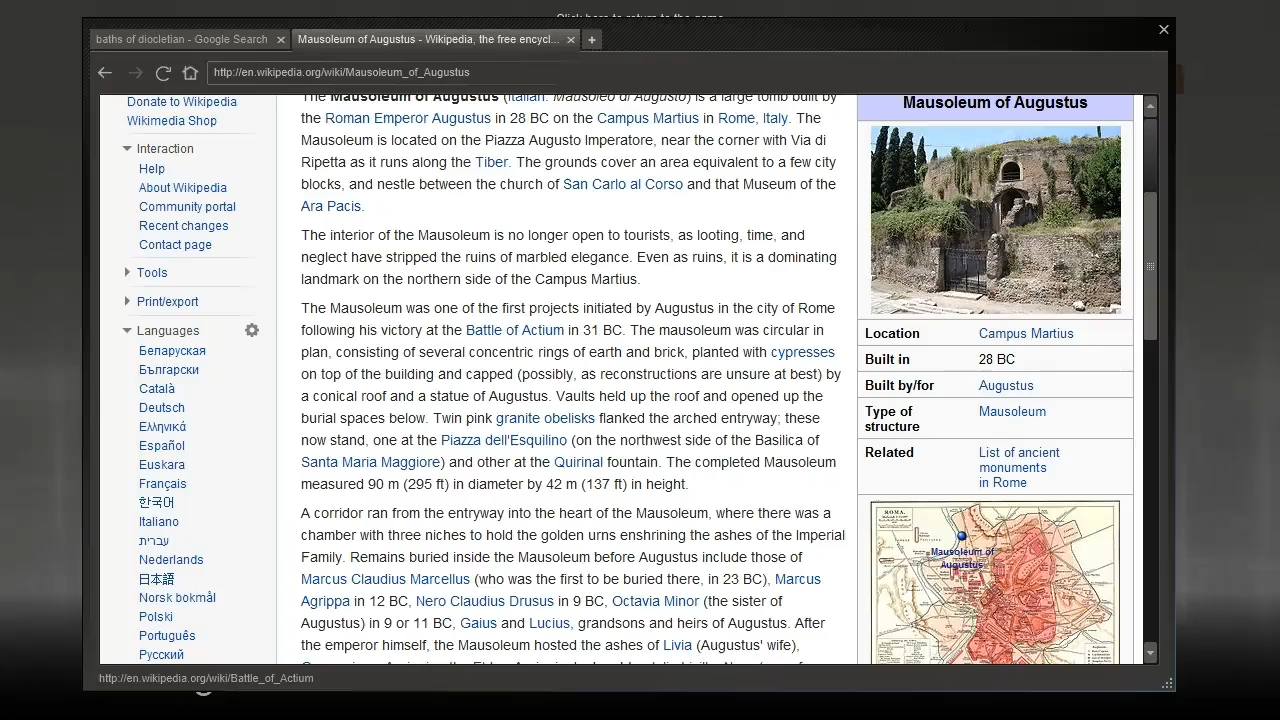 Click here to return to the game
baths of diocletian - Google Search
Mausoleum of Augustus - Wikipedia, the free encycl...
http://en.wikipedia.org/wiki/Mausoleum_of_Augustus
Donate to Wikipedia
Wikimedia Shop
Interaction
Help
About Wikipedia
Community portal
Recent changes
Contact page
Tools
Print/export
Languages
Беларуская
Български
Català
Deutsch
Ελληνικά
Español
Euskara
Français
한국어
Italiano
עברית
Nederlands
日本語
Norsk bokmål
Polski
Português
Русский
The Mausoleum of Augustus (Italian: Mausoleo di Augusto) is a large tomb built by
the Roman Emperor Augustus in 28 BC on the Campus Martius in Rome, Italy. The
Mausoleum is located on the Piazza Augusto Imperatore, near the corner with Via di
Ripetta as it runs along the Tiber. The grounds cover an area equivalent to a few city
blocks, and nestle between the church of San Carlo al Corso and that Museum of the
Ara Pacis.
The interior of the Mausoleum is no longer open to tourists, as looting, time, and
neglect have stripped the ruins of marbled elegance. Even as ruins, it is a dominating
landmark on the northern side of the Campus Martius.
The Mausoleum was one of the first projects initiated by Augustus in the city of Rome
following his victory at the Battle of Actium in 31 BC. The mausoleum was circular in
plan, consisting of several concentric rings of earth and brick, planted with cypresses
on top of the building and capped (possibly, as reconstructions are unsure at best) by
a conical roof and a statue of Augustus. Vaults held up the roof and opened up the
burial spaces below. Twin pink granite obelisks flanked the arched entryway; these
now stand, one at the Piazza dell'Esquilino (on the northwest side of the Basilica of
Santa Maria Maggiore) and other at the Quirinal fountain. The completed Mausoleum
measured 90 m (295 ft) in diameter by 42 m (137 ft) in height.
A corridor ran from the entryway into the heart of the Mausoleum, where there was a
chamber with three niches to hold the golden urns enshrining the ashes of the Imperial
Family. Remains buried inside the Mausoleum before Augustus include those of
Marcus Claudius Marcellus (who was the first to be buried there, in 23 BC), Marcus
Agrippa in 12 BC, Nero Claudius Drusus in 9 BC, Octavia Minor (the sister of
Augustus) in 9 or 11 BC, Gaius and Lucius, grandsons and heirs of Augustus. After
the emperor himself, the Mausoleum hosted the ashes of Livia (Augustus' wife),
Mausoleum of Augustus
Location Campus Martius
Built in 28 BC
Built by/for Augustus
Type of structure Mausoleum
Related List of ancient
monuments
in Rome
ROMA.
Mausoleum of
Augustus
http://en.wikipedia.org/wiki/Battle_of_Actium